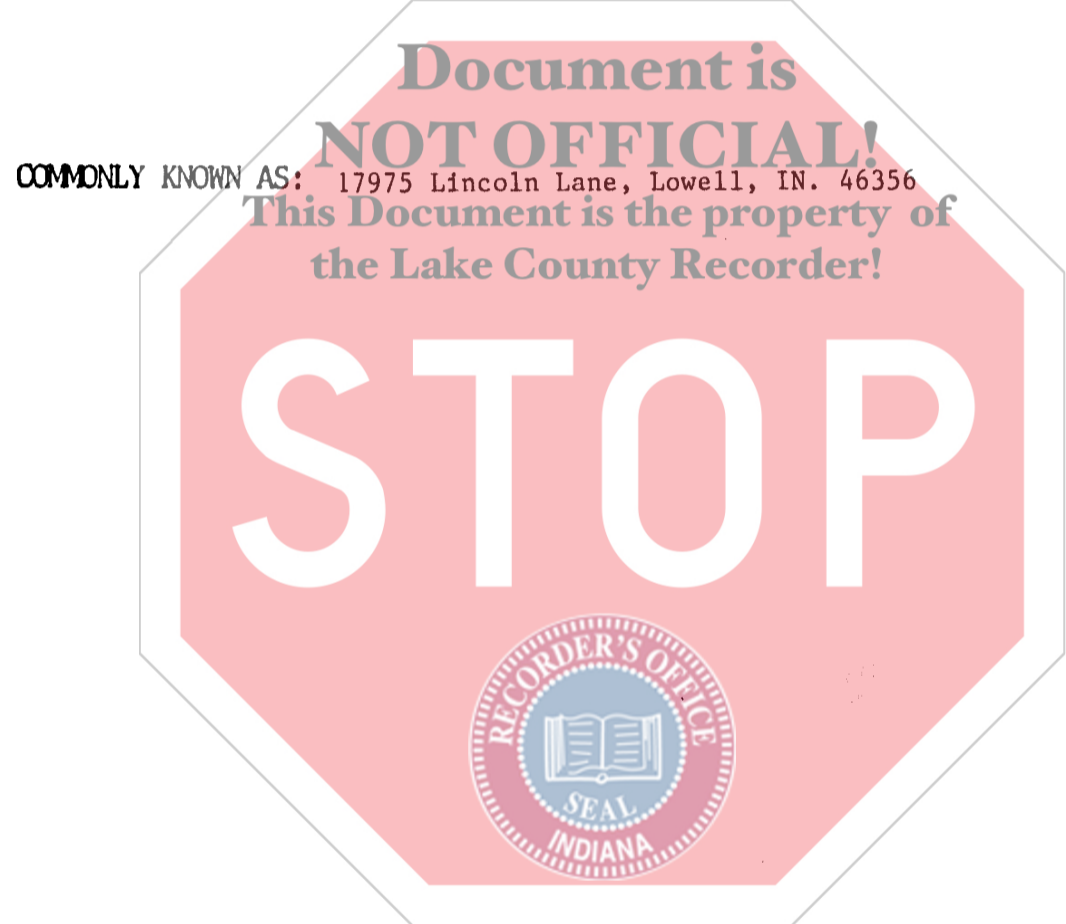 Document is
NOT OFFICIAL!
COMMONLY KNOWN AS: 17975 Lincoln Lane, Lowell, IN. 46356
This Document is the property of
the Lake County Recorder!
STOP
RECORDER'S OFFICE
SEAL
INDIANA